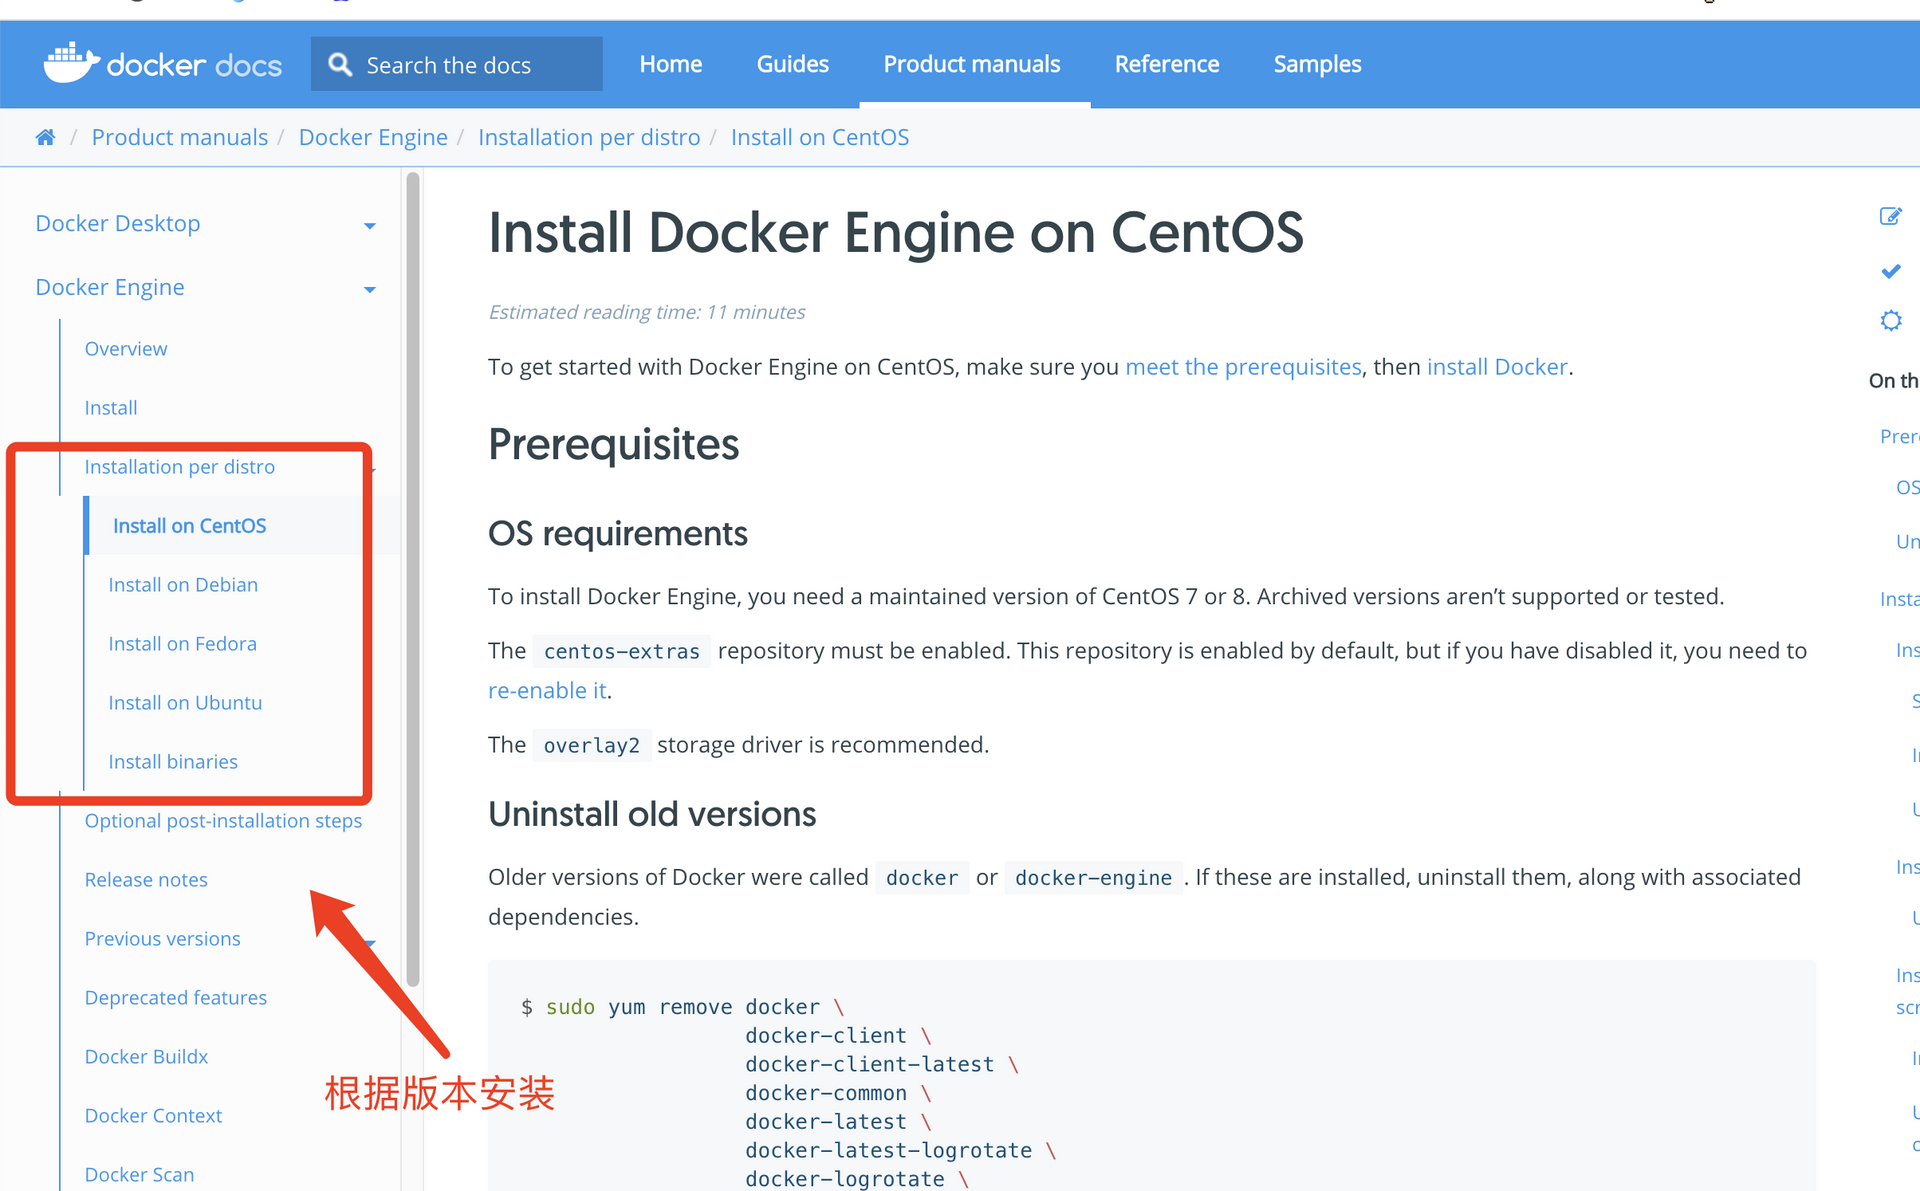 docker docs
Search the docs
Home
Guides
Product manuals
Reference
Samples
/ Product manuals / Docker Engine / Installation per distro / Install on CentOS
Docker Desktop
Docker Engine
Overview
Install
Installation per distro
Install on CentOS
Install on Debian
Install on Fedora
Install on Ubuntu
Install binaries
Optional post-installation steps
Release notes
Previous versions
Deprecated features
Docker Buildx
Docker Context
Docker Scan
根据版本安装
Install Docker Engine on CentOS
Estimated reading time: 11 minutes
To get started with Docker Engine on CentOS, make sure you meet the prerequisites, then install Docker.
Prerequisites
OS requirements
To install Docker Engine, you need a maintained version of CentOS 7 or 8. Archived versions aren’t supported or tested.
The centos-extras repository must be enabled. This repository is enabled by default, but if you have disabled it, you need to
re-enable it.
The overlay2 storage driver is recommended.
Uninstall old versions
Older versions of Docker were called docker or docker-engine . If these are installed, uninstall them, along with associated
dependencies.
$ sudo yum remove docker \
docker-client \
docker-client-latest \
docker-common \
docker-latest \
docker-latest-logrotate \
docker-logrotate \
On th
Prer
OS
Un
Insta
Ins
Ins
Ins
scr